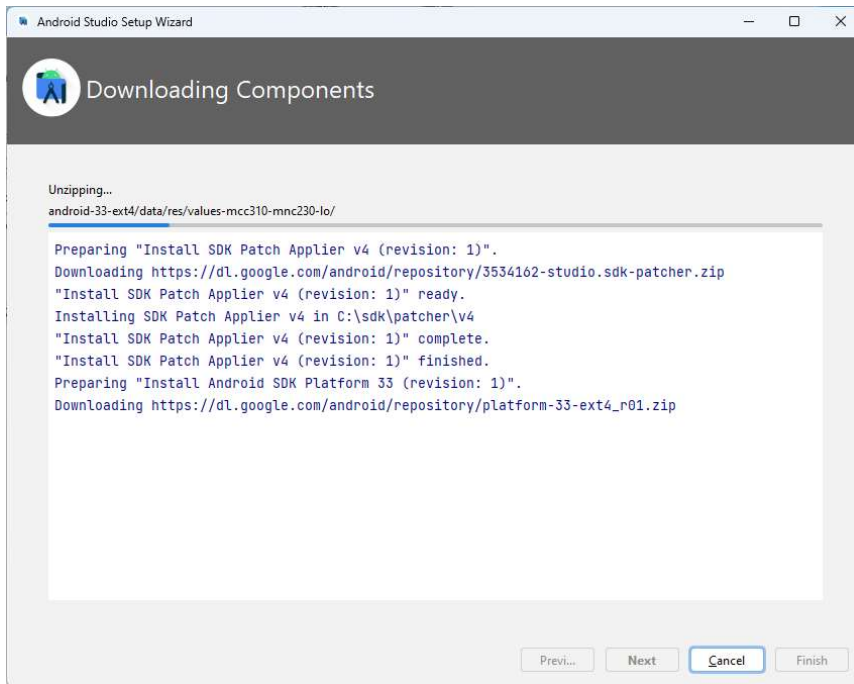 Android Studio Setup Wizard
Downloading Components
Unzipping...
android-33-ext4/data/res/values-mcc310-mnc230-lo/
Preparing "Install SDK Patch Applier v4 (revision: 1)".
Downloading https://dl.google.com/android/repository/3534162-studio.sdk-patcher.zip
"Install SDK Patch Applier v4 (revision: 1)" ready.
Installing SDK Patch Applier v4 in C:\sdk\patcher\v4
"Install SDK Patch Applier v4 (revision: 1)" complete.
"Install SDK Patch Applier v4 (revision: 1)" finished.
Preparing "Install Android SDK Platform 33 (revision: 1)".
Downloading https://dl.google.com/android/repository/platform-33-ext4_r01.zip
Previ... Next Cancel Finish